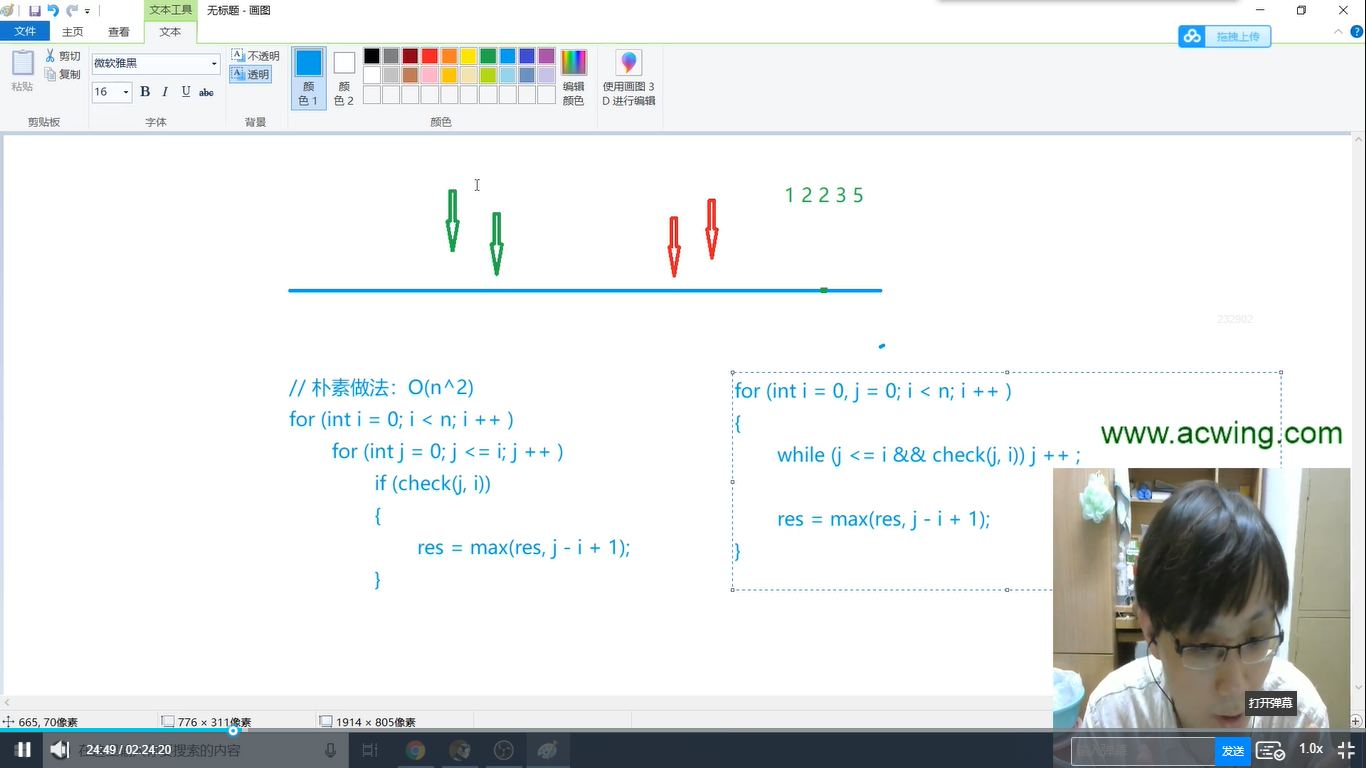 文本工具
无标题 - 画图
文件 主页 查看 文本
拖拽上传
粘贴
剪切
复制
剪贴板
微软雅黑
16
B I U abc
字体
不透明
透明
背景
颜色 1
颜色 2
颜色
编辑颜色
使用画图 3D 进行编辑
1 2 2 3 5
232902
// 朴素做法：O(n^2)
for (int i = 0; i < n; i ++ )
for (int j = 0; j <= i; j ++ )
if (check(j, i))
{
res = max(res, j - i + 1);
}
for (int i = 0, j = 0; i < n; i ++ )
{
while (j <= i && check(j, i)) j ++ ;
res = max(res, j - i + 1);
}
www.acwing.com
打开弹幕
665, 70像素
776 × 311像素
1914 × 805像素
24:49 / 02:24:20
搜索的内容
发送
1.0x